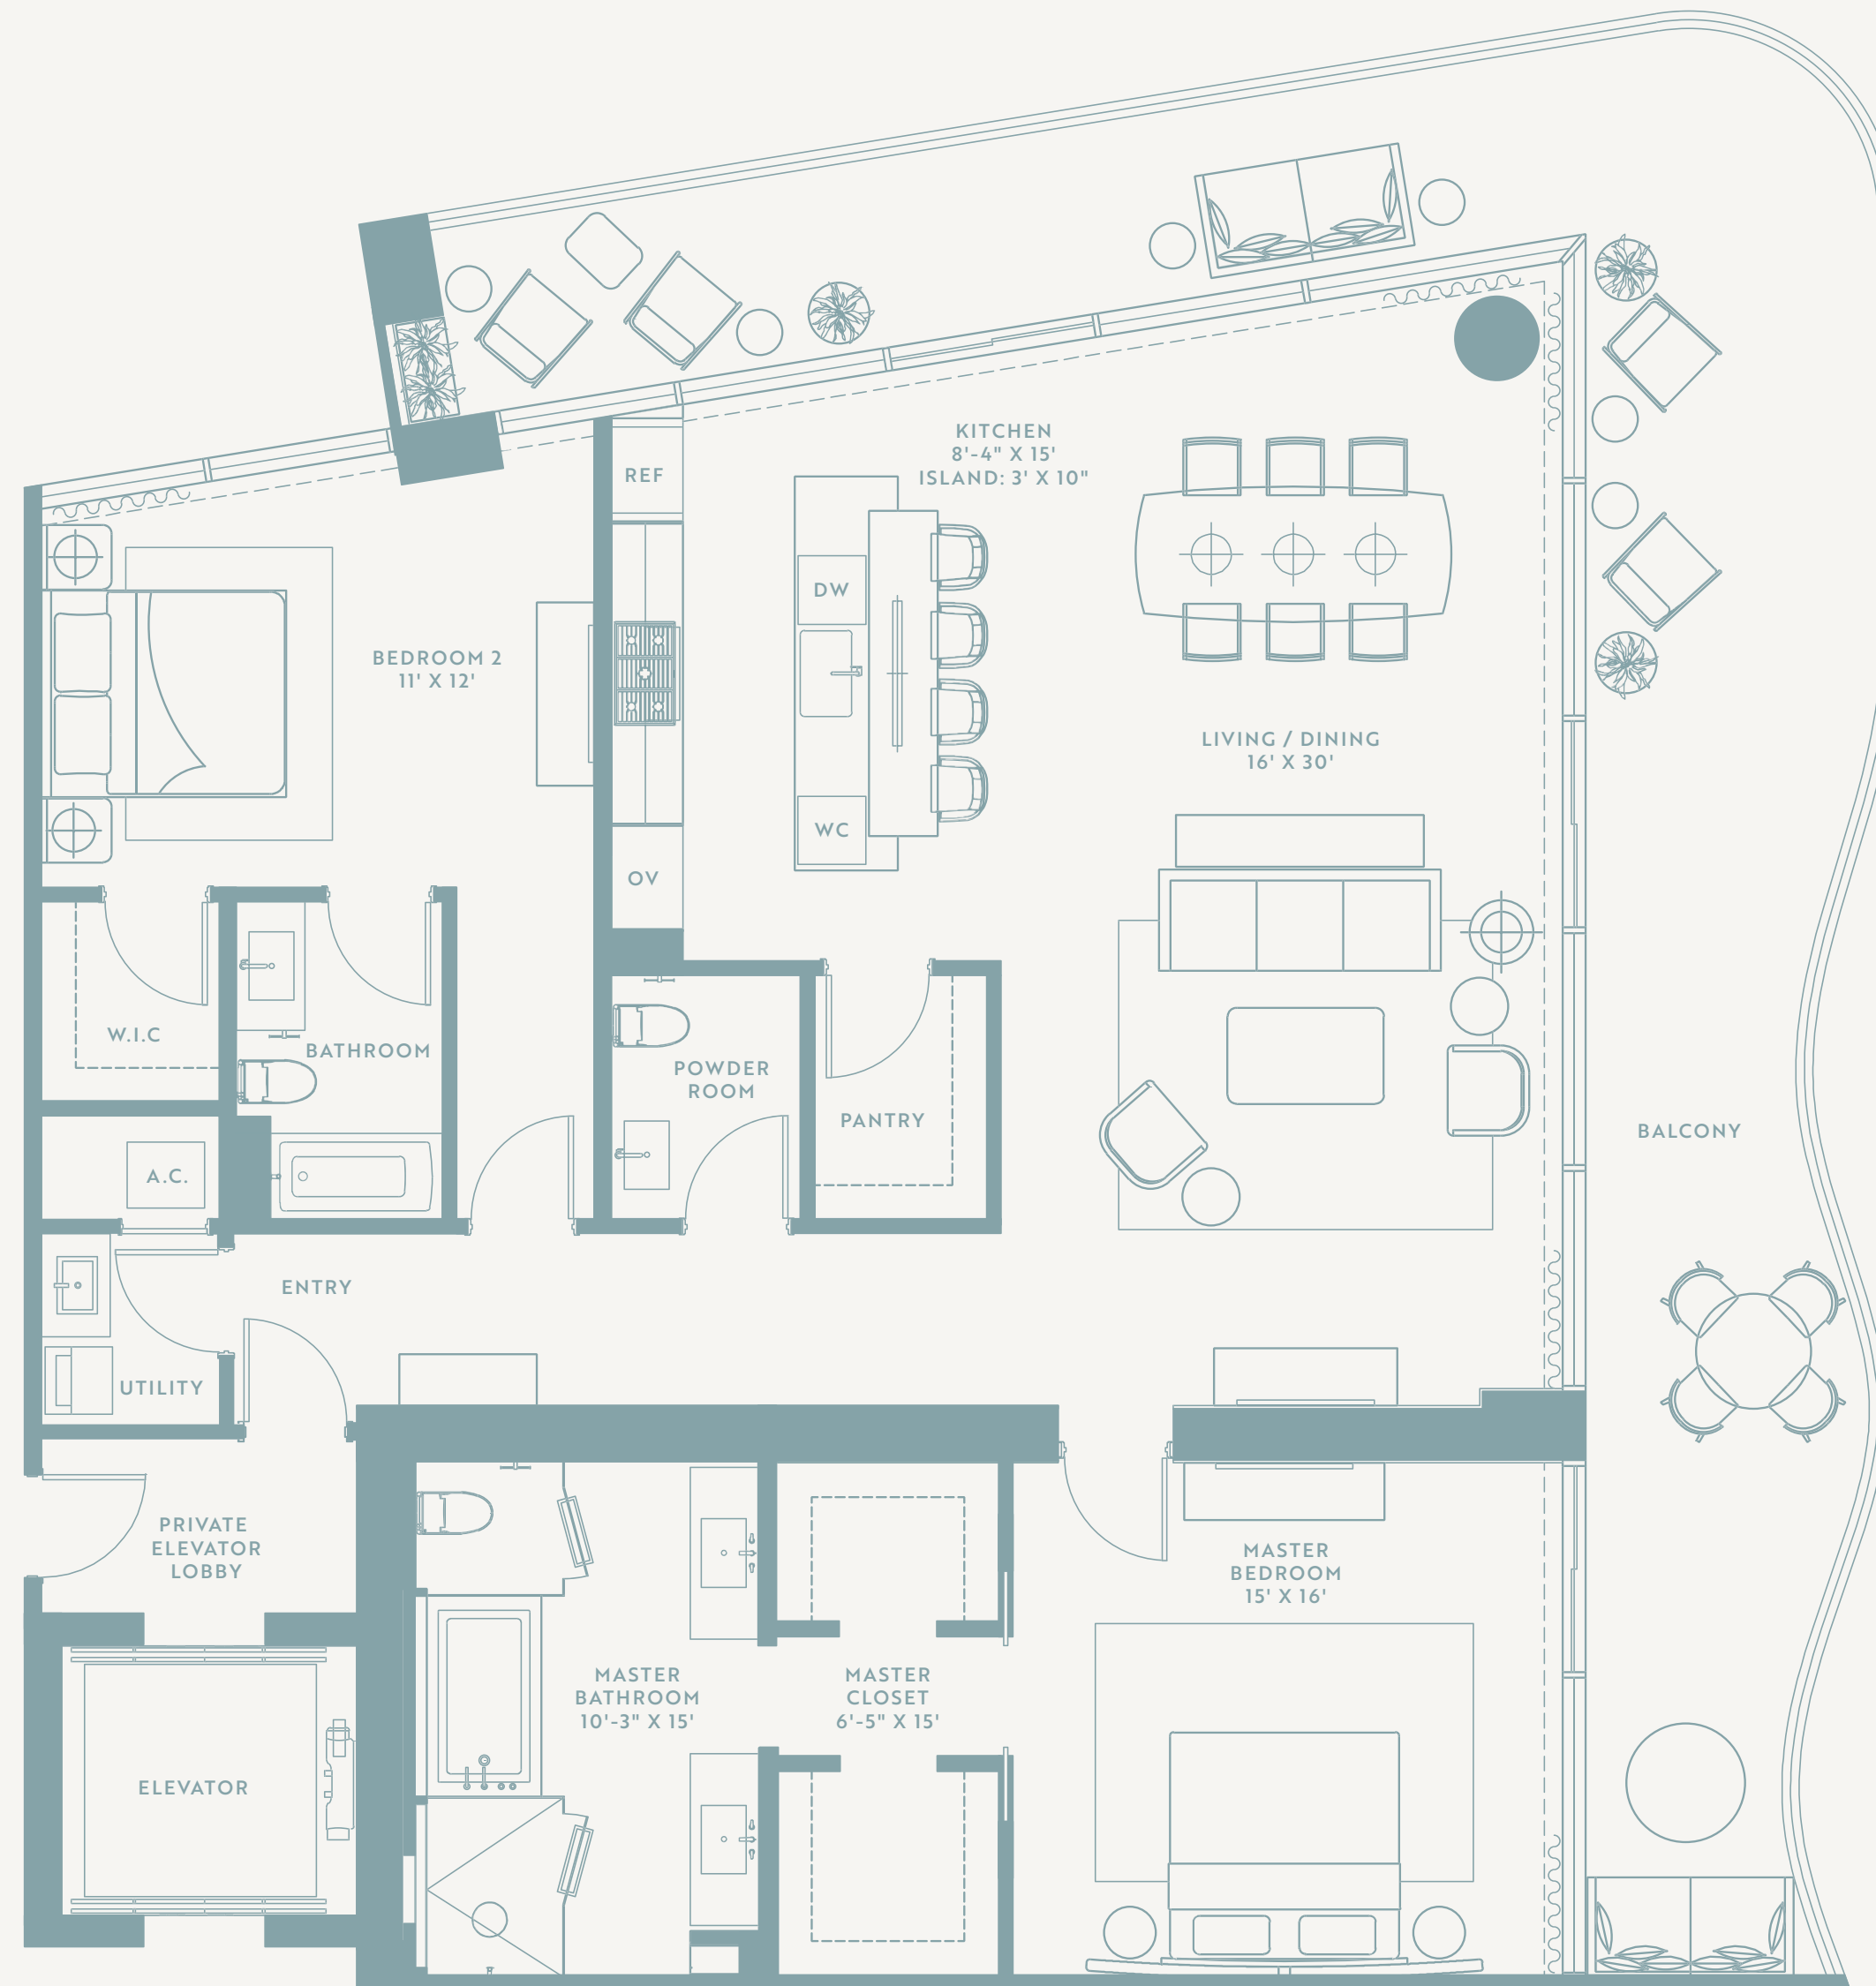 KITCHEN
8'-4" X 15'
ISLAND: 3' X 10"
REF
DW
BEDROOM 2
11' X 12'
LIVING / DINING
16' X 30'
WC
OV
W.I.C
BATHROOM
POWDER
ROOM
PANTRY
BALCONY
A.C.
ENTRY
UTILITY
PRIVATE
ELEVATOR
LOBBY
MASTER
BEDROOM
15' X 16'
MASTER
BATHROOM
10'-3" X 15'
MASTER
CLOSET
6'-5" X 15'
ELEVATOR